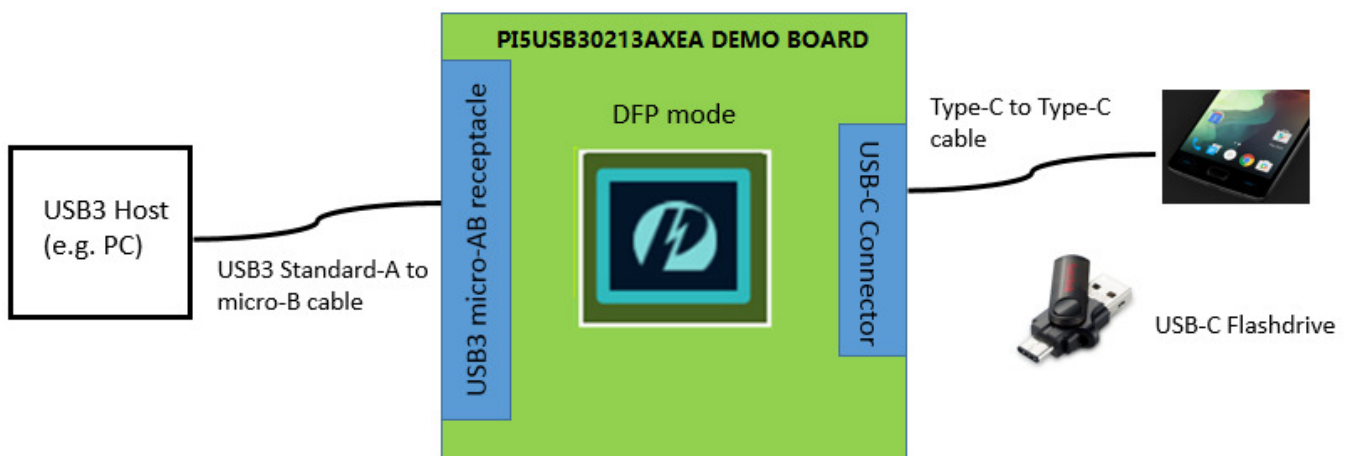 PI5USB30213AXEA DEMO BOARD
USB3 Host
(e.g. PC)
USB3 Standard-A to
micro-B cable
USB3 micro-AB receptacle
DFP mode
USB-C Connector
Type-C to Type-C
cable
USB-C Flashdrive